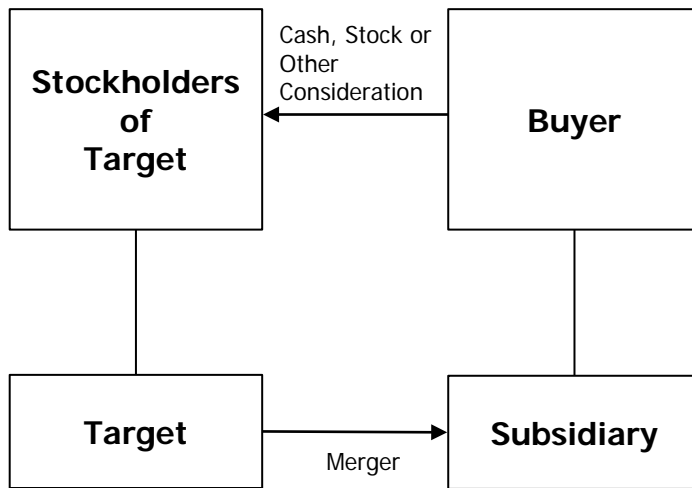 Stockholders
of
Target
Cash, Stock or
Other
Consideration
Buyer
Target
Merger
Subsidiary